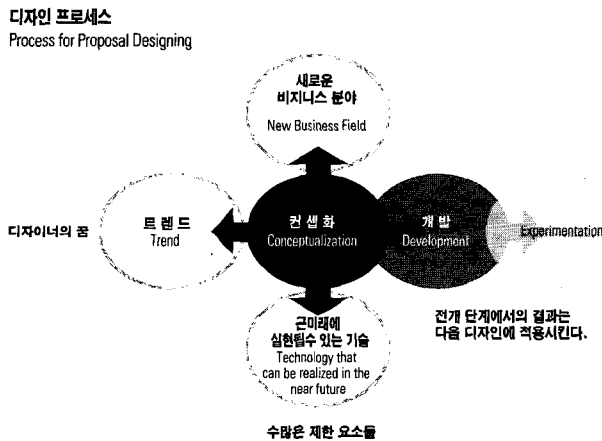 디자인 프로세스
Process for Proposal Designing
새로운
비지니스 분야
New Business Field
디자이너의 꿈
트렌드
Trend
컨셉화
Conceptualization
개발
Development
Experimentation
근미래에
실현될수 있는 기술
Technology that
can be realized in the
near future
전개 단계에서의 결과는
다음 디자인에 적용시킨다.
수많은 제한 요소들